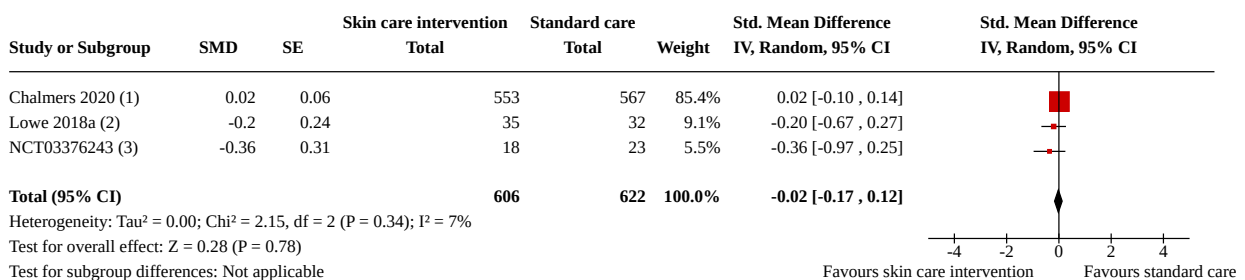 Skin care intervention Standard care Std. Mean Difference Std. Mean Difference
Study or Subgroup SMD SE Total Total Weight IV, Random, 95% CI IV, Random, 95% CI
Chalmers 2020 (1) 0.02 0.06 553 567 85.4% 0.02 [-0.10 , 0.14]
Lowe 2018a (2) -0.2 0.24 35 32 9.1% -0.20 [-0.67 , 0.27]
NCT03376243 (3) -0.36 0.31 18 23 5.5% -0.36 [-0.97 , 0.25]
Total (95% CI) 606 622 100.0% -0.02 [-0.17 , 0.12]
Heterogeneity: Tau² = 0.00; Chi² = 2.15, df = 2 (P = 0.34); I² = 7%
Test for overall effect: Z = 0.28 (P = 0.78) -4 -2 0 2 4
Test for subgroup differences: Not applicable Favours skin care intervention Favours standard care